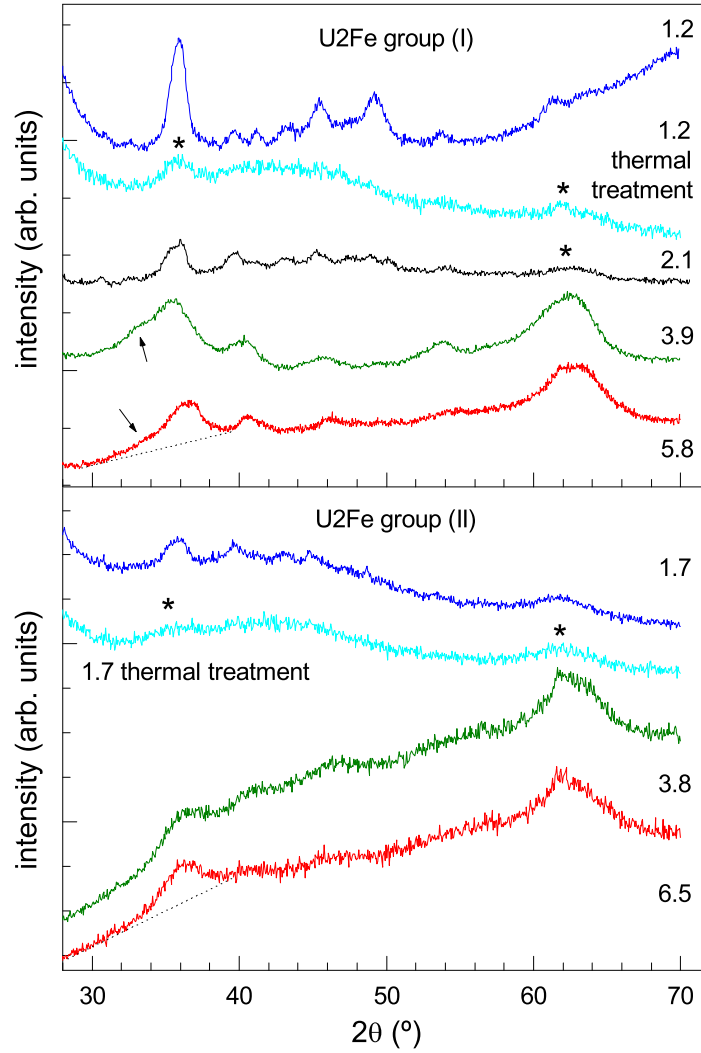 U2Fe group (I)
1.2
1.2
thermal
treatment
*
*
2.1
*
3.9
5.8
intensity (arb. units)
U2Fe group (II)
1.7
*
*
1.7 thermal treatment
3.8
6.5
intensity (arb. units)
30 40 50 60 70
2θ (º)